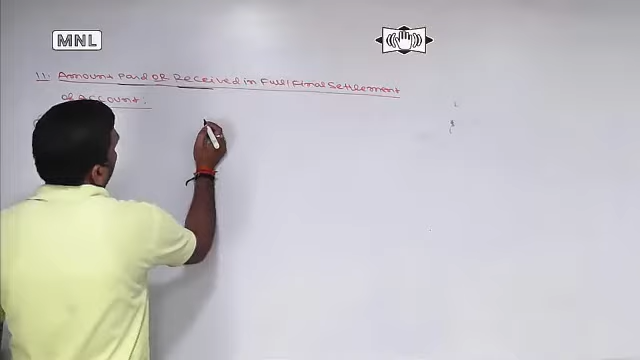 MNL
11. Amount Paid OR Received in Full/Final Settlement
of Account: